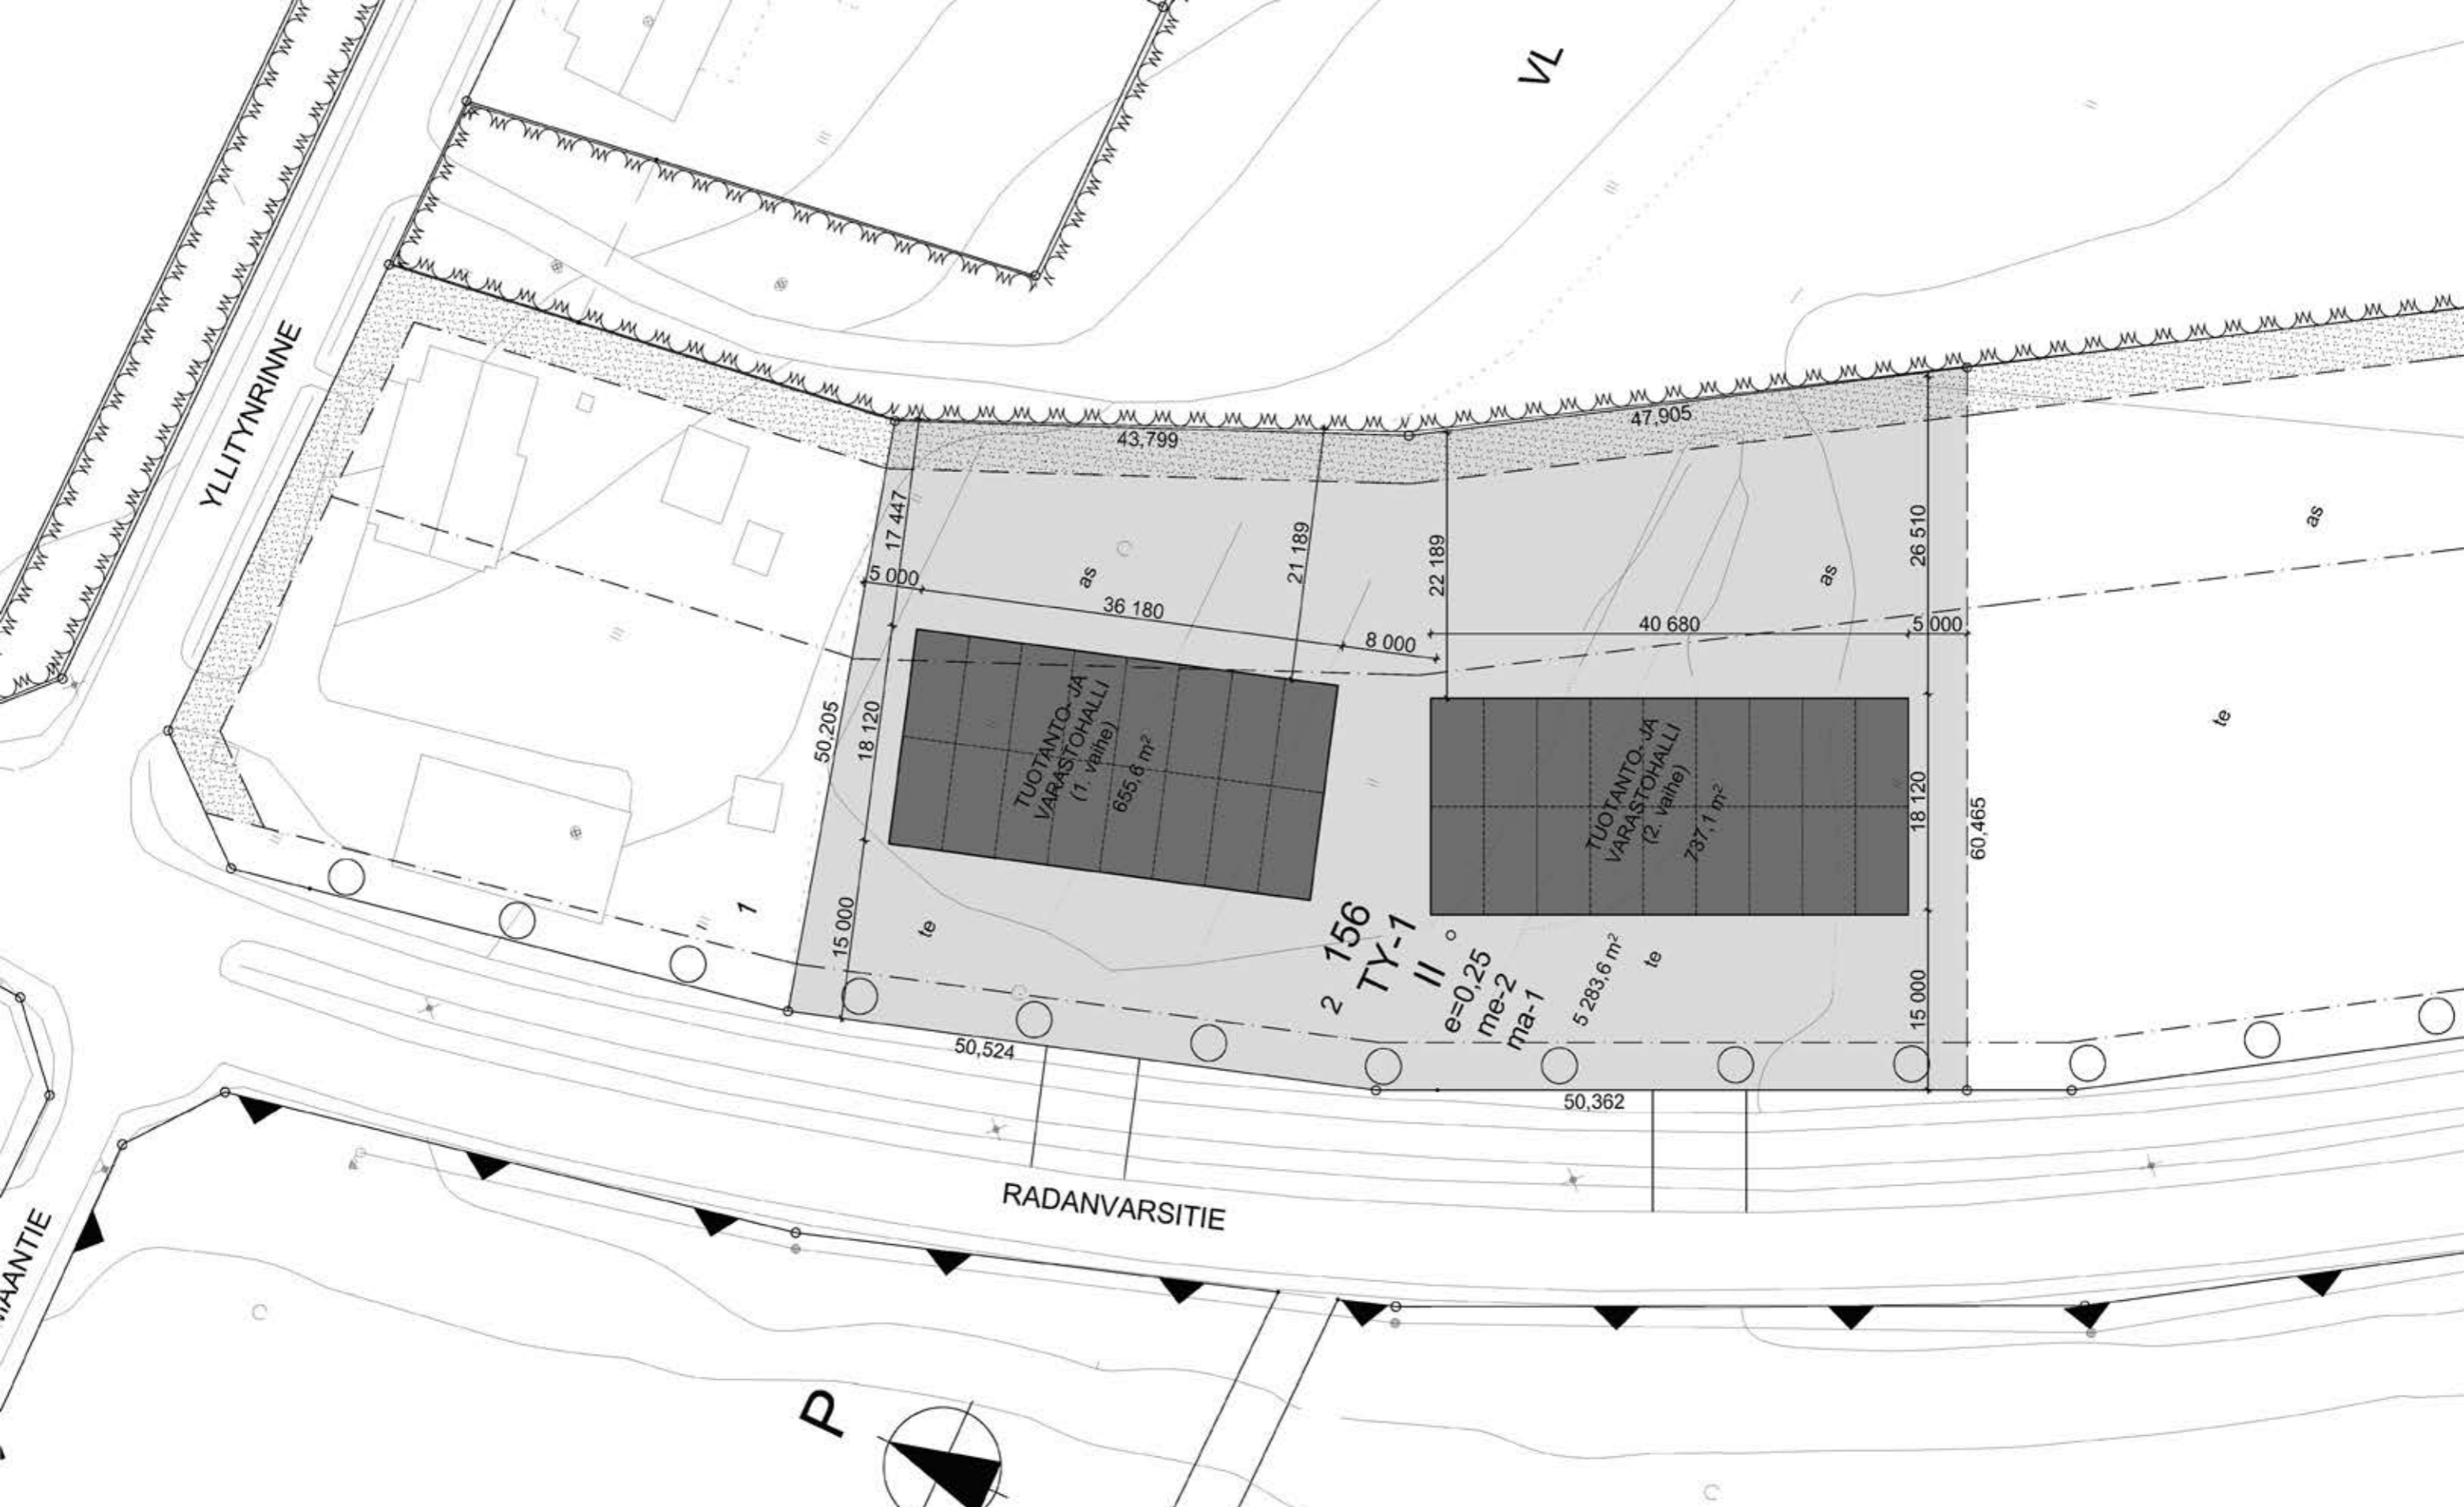 VL
YLLITYNRINNE
43,799
47,905
17 447
21 189
22 189
26 510
as
as
as
5 000
36 180
8 000
40 680
5 000
te
50,205
18 120
TUOTANTO- JA
VARASTOHALLI
(1. vaihe)
655,6 m²
TUOTANTO- JA
VARASTOHALLI
(2. vaihe)
737,1 m²
18 120
60,465
1
15 000
te
2
156
TY-1
II
e=0,25
me-2
ma-1
5 283,6 m²
te
15 000
50,524
50,362
RADANVARSITIE
P